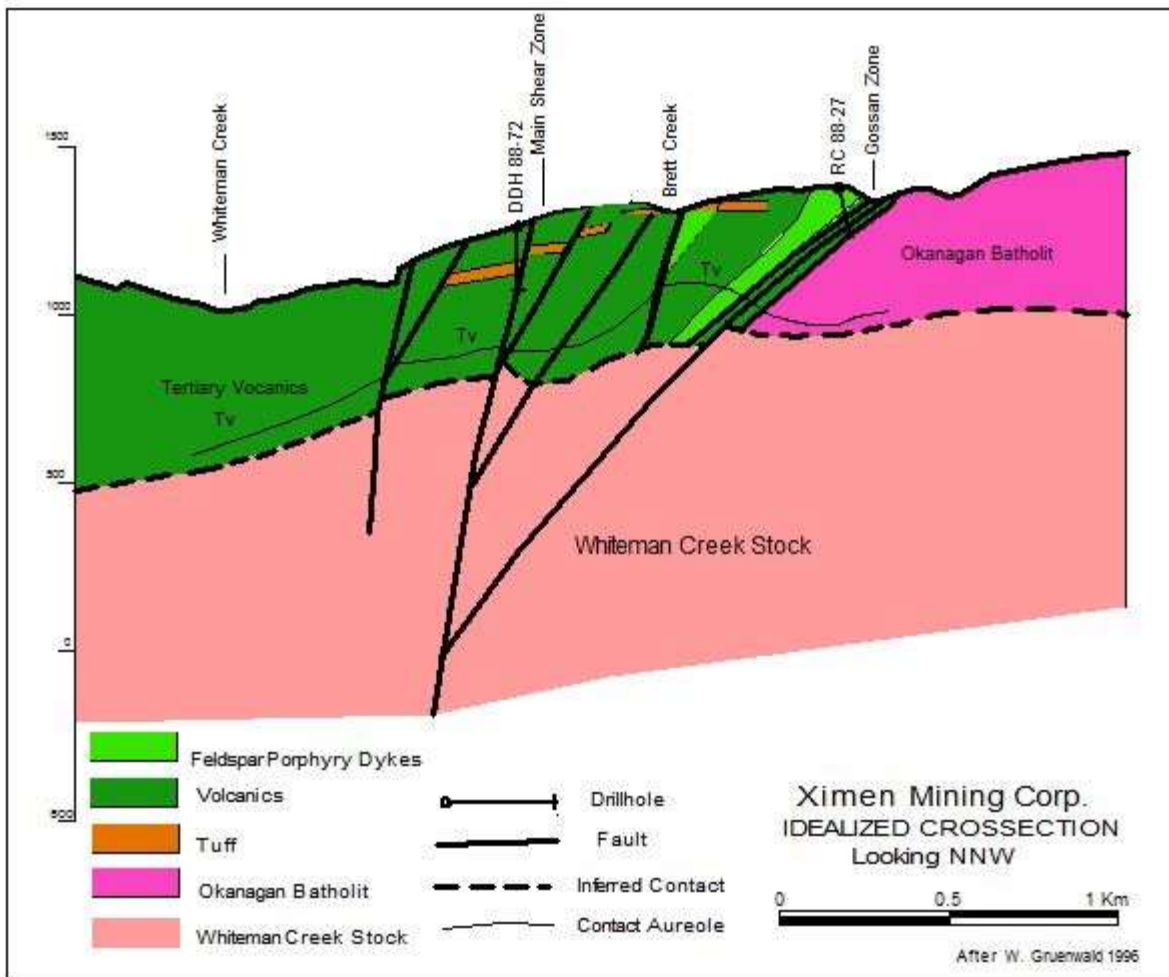 Whiteman Creek
DDH 88-72
Main Shear Zone
Brett Creek
RC 88-27
Gossan Zone
1500
1000
500
0
500
Okanagan Batholit
Tv
Tv
Tertiary Vocanics
Tv
Whiteman Creek Stock
Feldspar Porphyry Dykes
Volcanics
Tuff
Okanagan Batholit
Whiteman Creek Stock
Drillhole
Fault
Inferred Contact
Contact Aureole
Ximen Mining Corp.
IDEALIZED CROSSECTION
Looking NNW
0 0.5 1 Km
After W. Gruenwald 1996